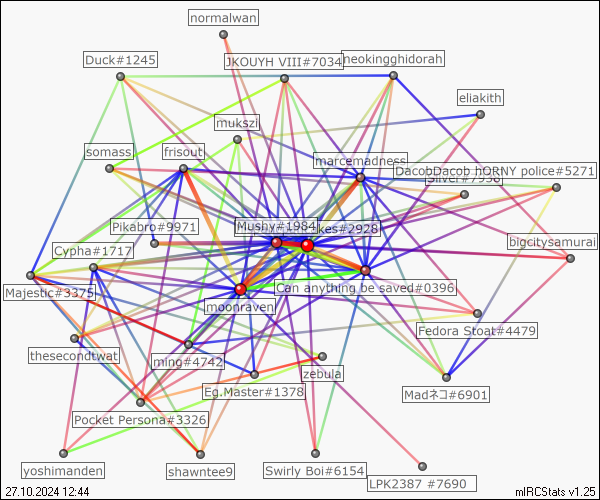 normalwan
Duck#1245
JKOUYH VIII#7034
neokingghidorah
eliakith
mukszi
somass
frisout
marcemadness
DacobDacob hORNY police#5271
Pikabro#9971
Mushy#1984
kes#2928
bigcitysamurai
Cypha#1717
Majestic#3375
moonraven
Can anything be saved#0396
Fedora Stoat#4479
thesecondtwat
ming#4742
zebula
Eg.Master#1378
Madネコ#6901
Pocket Persona#3326
yoshimanden
shawntee9
Swirly Boi#6154
LPK2387 #7690
27.10.2024 12:44
mIRCStats v1.25